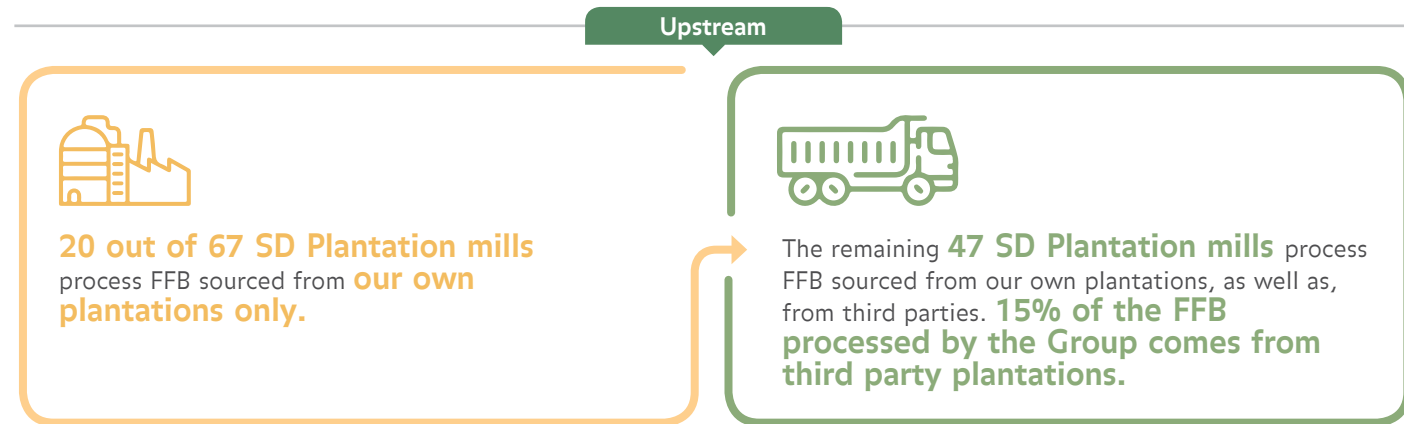 Upstream
20 out of 67 SD Plantation mills
process FFB sourced from our own
plantations only.
The remaining 47 SD Plantation mills process
FFB sourced from our own plantations, as well as,
from third parties. 15% of the FFB
processed by the Group comes from
third party plantations.